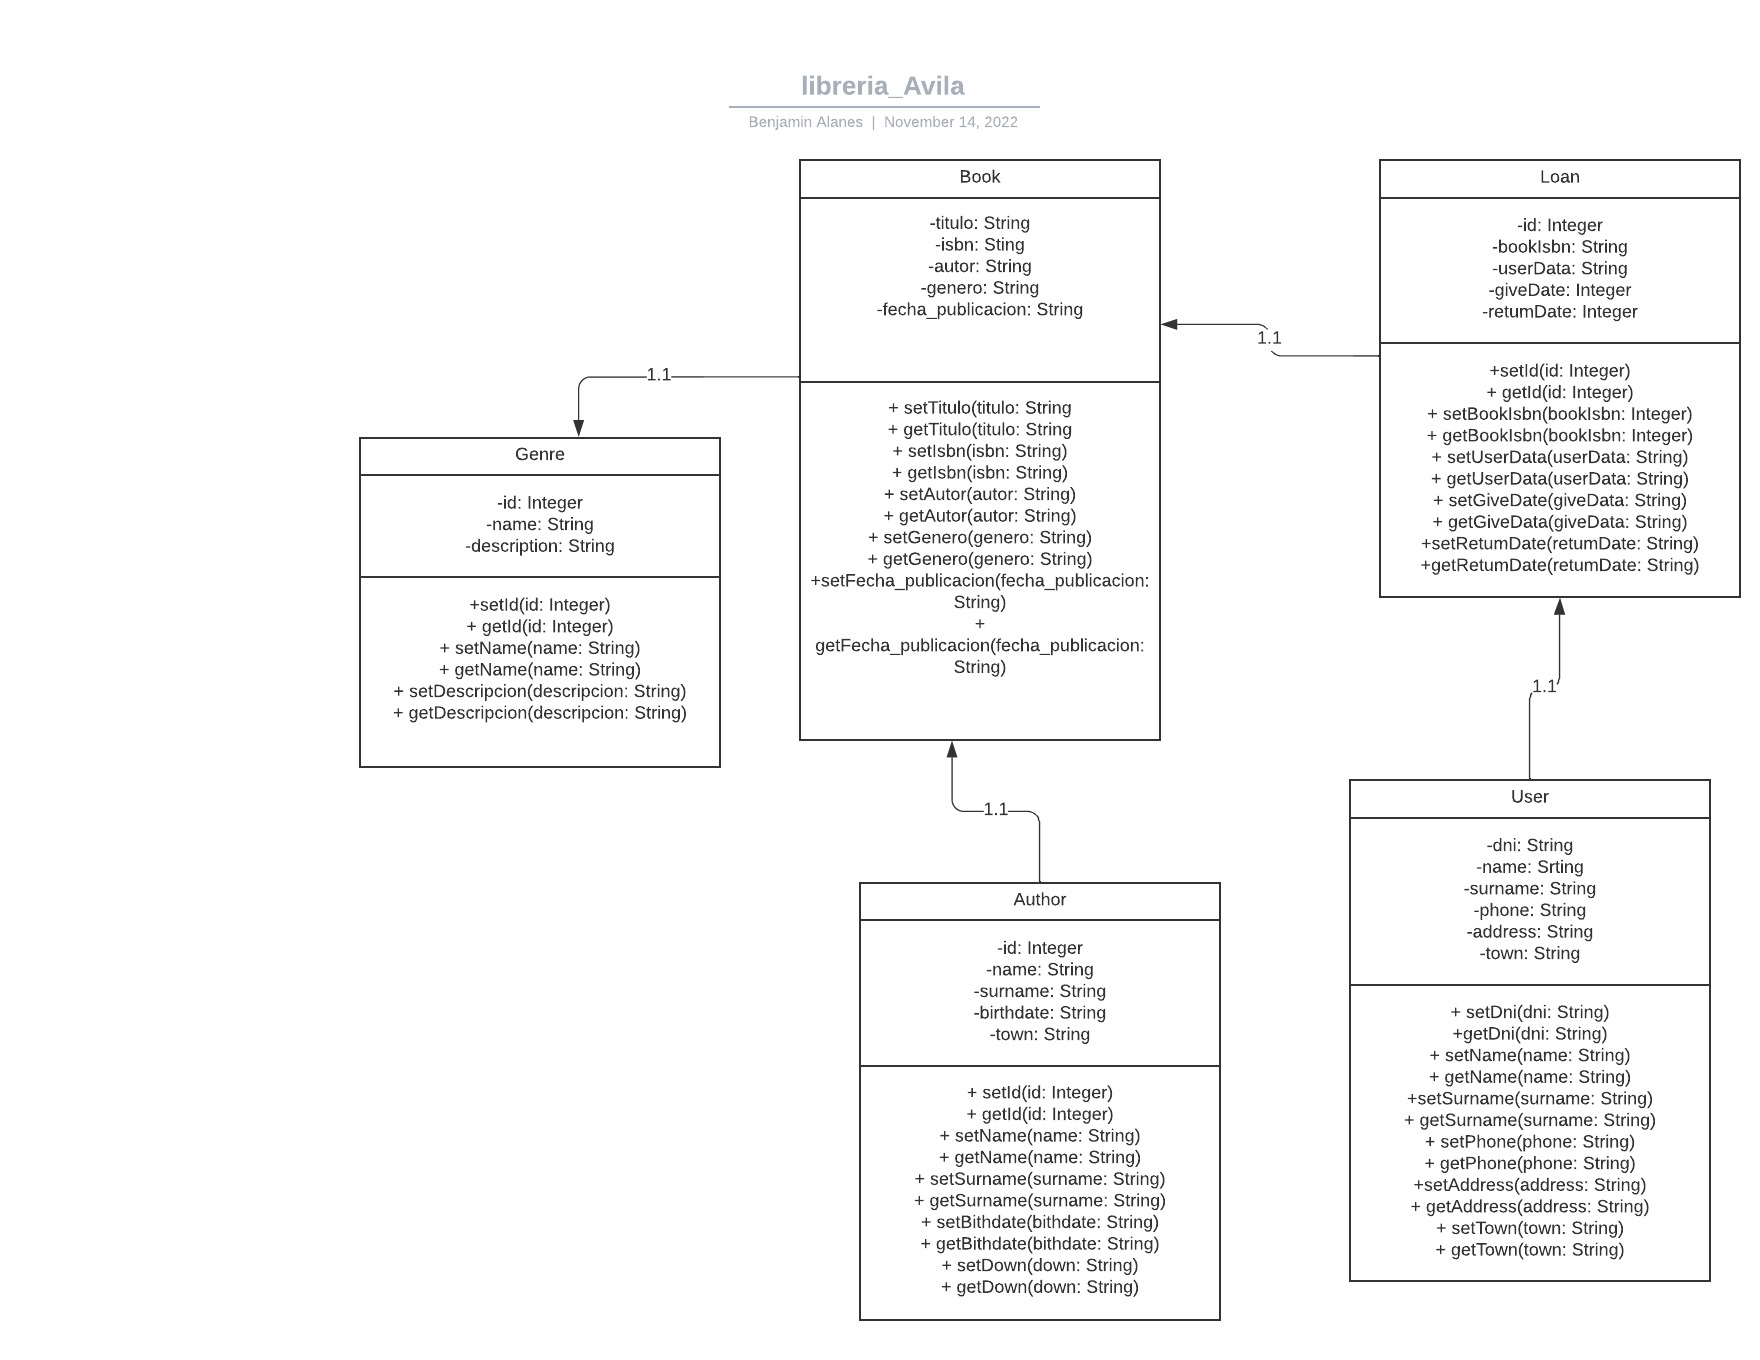 libreria_Avila
Benjamin Alanes | November 14, 2022
Book
-titulo: String
-isbn: Sting
-autor: String
-genero: String
-fecha_publicacion: String
+ setTitulo(titulo: String
+ getTitulo(titulo: String
+ setIsbn(isbn: String)
+ getIsbn(isbn: String)
+ setAutor(autor: String)
+ getAutor(autor: String)
+ setGenero(genero: String)
+ getGenero(genero: String)
+setFecha_publicacion(fecha_publicacion:
String)
+
getFecha_publicacion(fecha_publicacion:
String)
Loan
-id: Integer
-bookIsbn: String
-userData: String
-giveDate: Integer
-retumDate: Integer
+setId(id: Integer)
+ getId(id: Integer)
+ setBookIsbn(bookIsbn: Integer)
+ getBookIsbn(bookIsbn: Integer)
+ setUserData(userData: String)
+ getUserData(userData: String)
+ setGiveDate(giveData: String)
+ getGiveData(giveData: String)
+setRetumDate(retumDate: String)
+getRetumDate(retumDate: String)
1.1
1.1
Genre
-id: Integer
-name: String
-description: String
+setId(id: Integer)
+ getId(id: Integer)
+ setName(name: String)
+ getName(name: String)
+ setDescripcion(descripcion: String)
+ getDescripcion(descripcion: String)
1.1
1.1
User
-dni: String
-name: Srting
-surname: String
-phone: String
-address: String
-town: String
+ setDni(dni: String)
+getDni(dni: String)
+ setName(name: String)
+ getName(name: String)
+setSurname(surname: String)
+ getSurname(surname: String)
+ setPhone(phone: String)
+ getPhone(phone: String)
+setAddress(address: String)
+ getAddress(address: String)
+ setTown(town: String)
+ getTown(town: String)
Author
-id: Integer
-name: String
-surname: String
-birthdate: String
-town: String
+ setId(id: Integer)
+ getId(id: Integer)
+ setName(name: String)
+ getName(name: String)
+ setSurname(surname: String)
+ getSurname(surname: String)
+ setBithdate(bithdate: String)
+ getBithdate(bithdate: String)
+ setDown(down: String)
+ getDown(down: String)